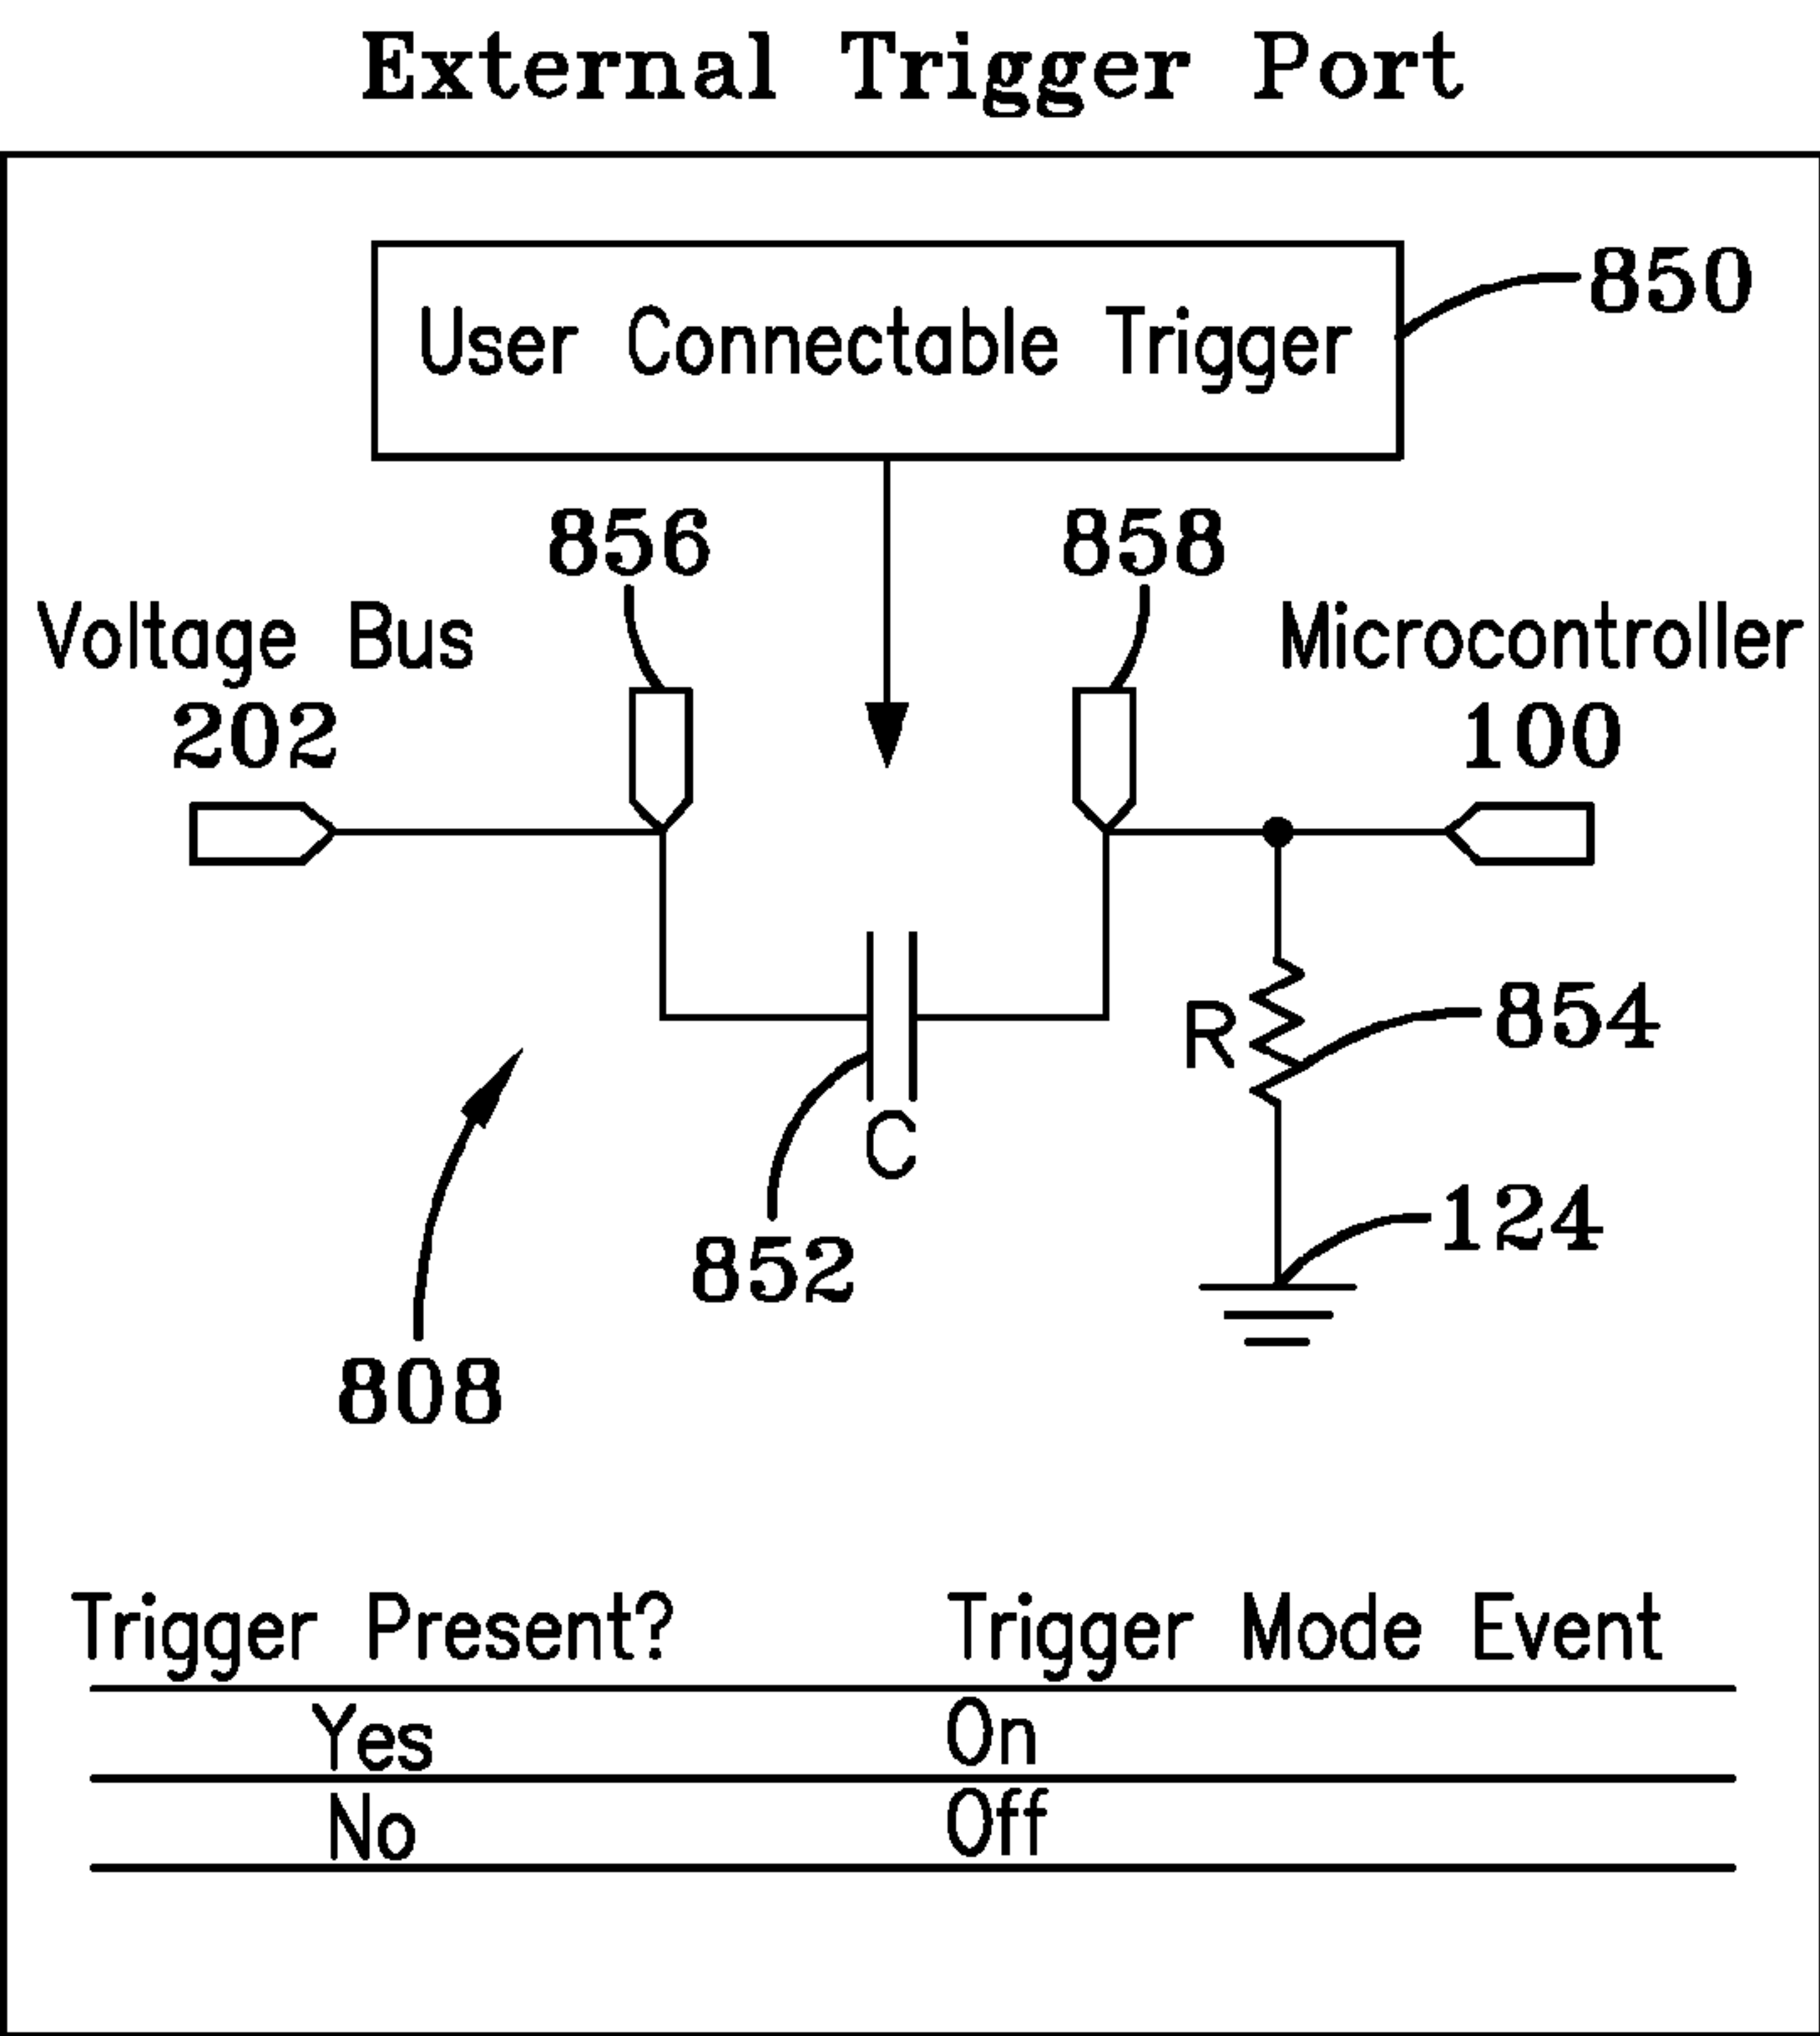 External Trigger Port
User Connectable Trigger
850
856
858
Voltage Bus
202
Microcontroller
100
R
854
C
852
124
808
Trigger Present? Trigger Mode Event
Yes On
No Off